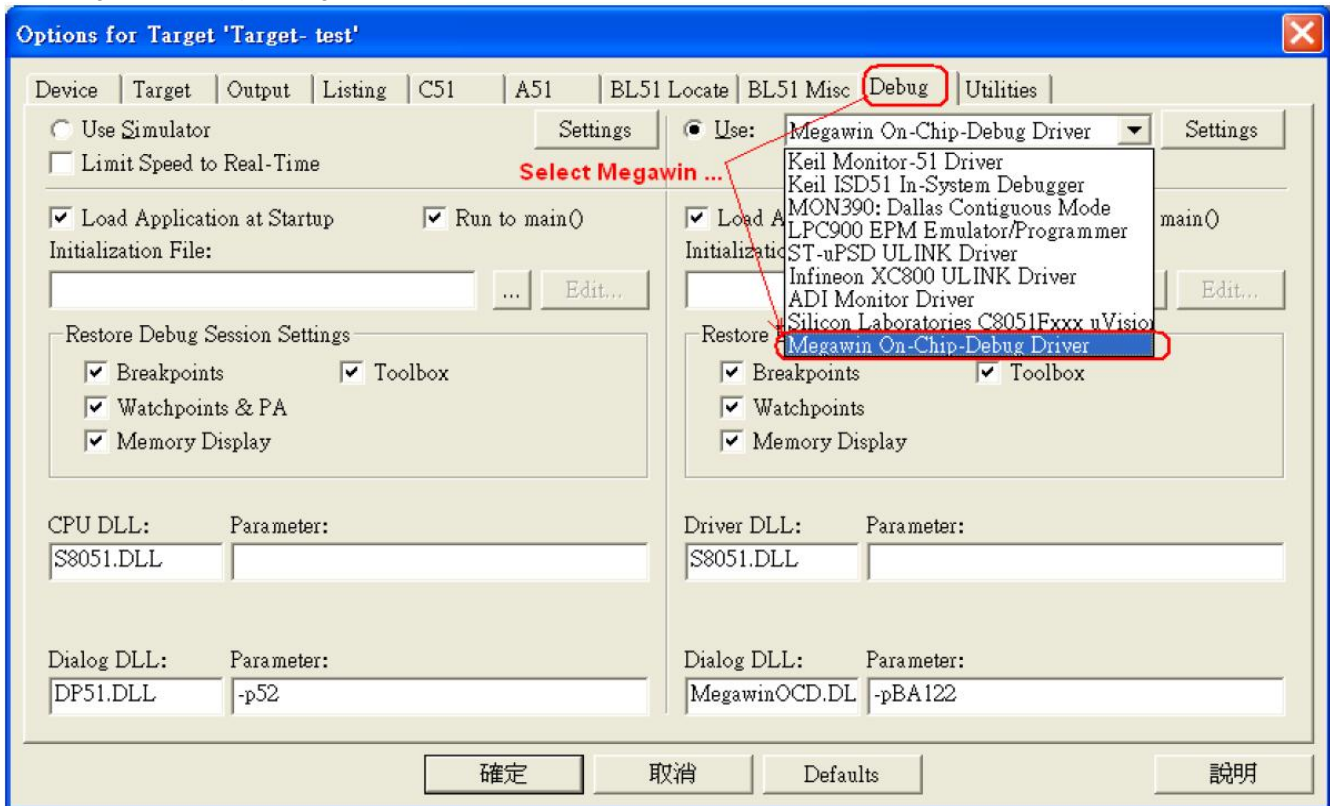 Options for Target 'Target- test'
Device Target Output Listing C51 A51 BL51 Locate BL51 Misc Debug Utilities
Use Simulator Settings
Limit Speed to Real-Time
Use: Megawin On-Chip-Debug Driver Settings
Select Megawin ...
Keil Monitor-51 Driver
Keil ISD51 In-System Debugger
MON390: Dallas Contiguous Mode
LPC900 EPM Emulator/Programmer
ST-uPSD ULINK Driver
Infineon XC800 ULINK Driver
ADI Monitor Driver
Silicon Laboratories C8051Fxxx uVision
Megawin On-Chip-Debug Driver
Load Application at Startup Run to main()
Initialization File:
... Edit...
Load A main()
Initializatio
Edit...
Restore Debug Session Settings
Breakpoints Toolbox
Watchpoints & PA
Memory Display
Restore
Breakpoints Toolbox
Watchpoints
Memory Display
CPU DLL: Parameter:
S8051.DLL
Driver DLL: Parameter:
S8051.DLL
Dialog DLL: Parameter:
DP51.DLL -p52
Dialog DLL: Parameter:
MegawinOCD.DL -pBA122
確定 取消 Defaults 說明